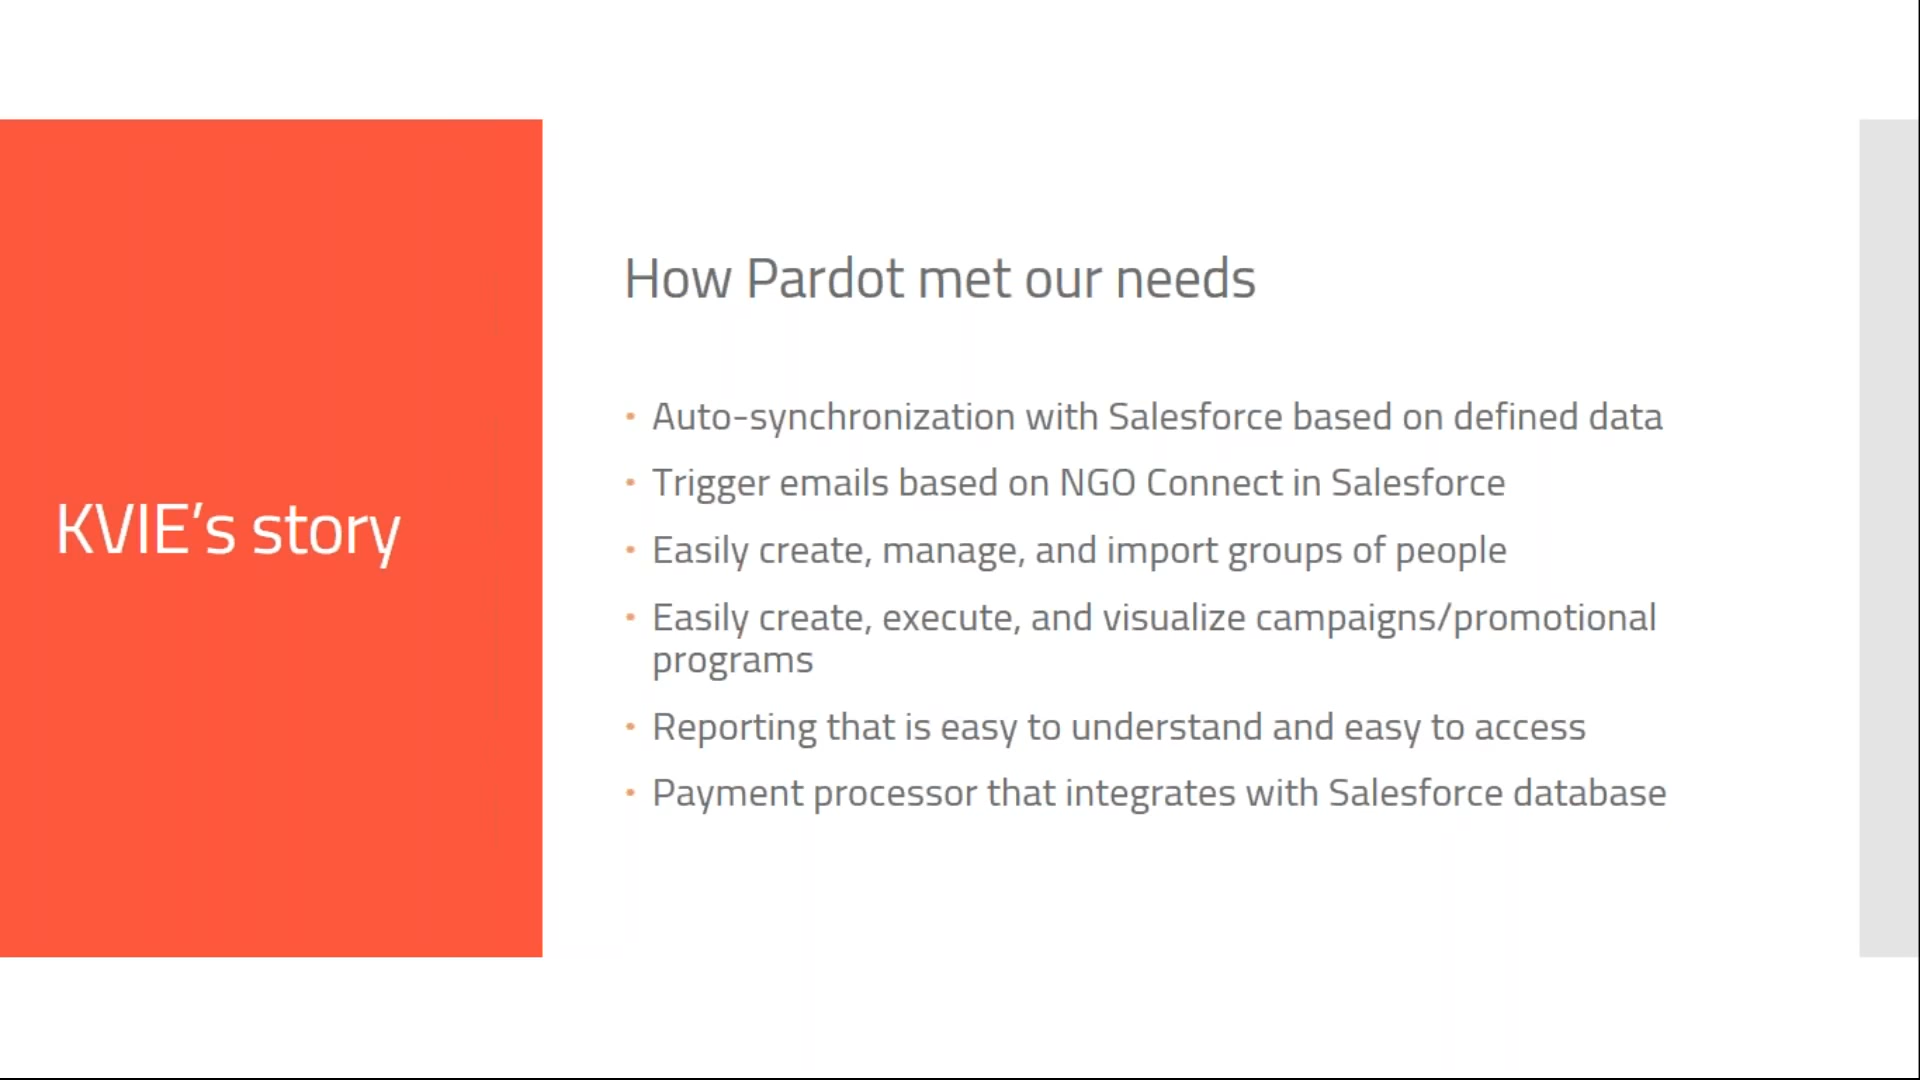 KVIE’s story
How Pardot met our needs
• Auto-synchronization with Salesforce based on defined data
• Trigger emails based on NGO Connect in Salesforce
• Easily create, manage, and import groups of people
• Easily create, execute, and visualize campaigns/promotional
programs
• Reporting that is easy to understand and easy to access
• Payment processor that integrates with Salesforce database